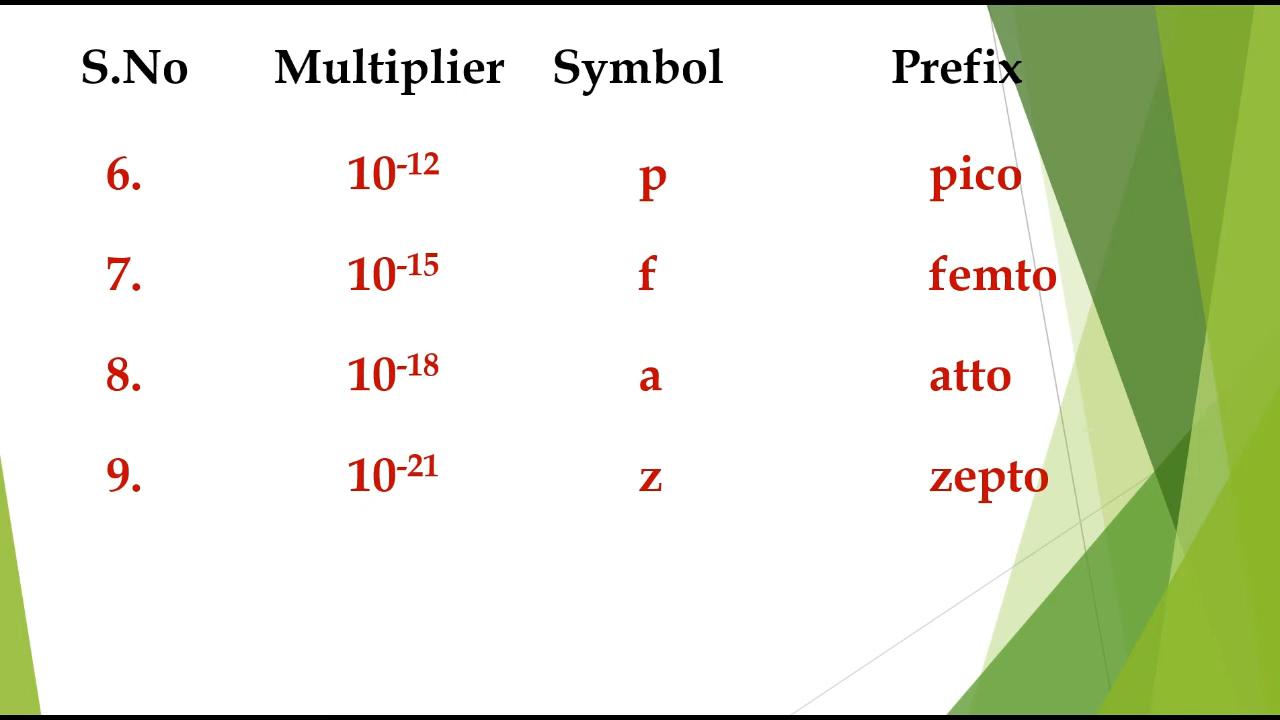 S.No Multiplier Symbol Prefix
6. 10⁻¹² p pico
7. 10⁻¹⁵ f femto
8. 10⁻¹⁸ a atto
9. 10⁻²¹ z zepto